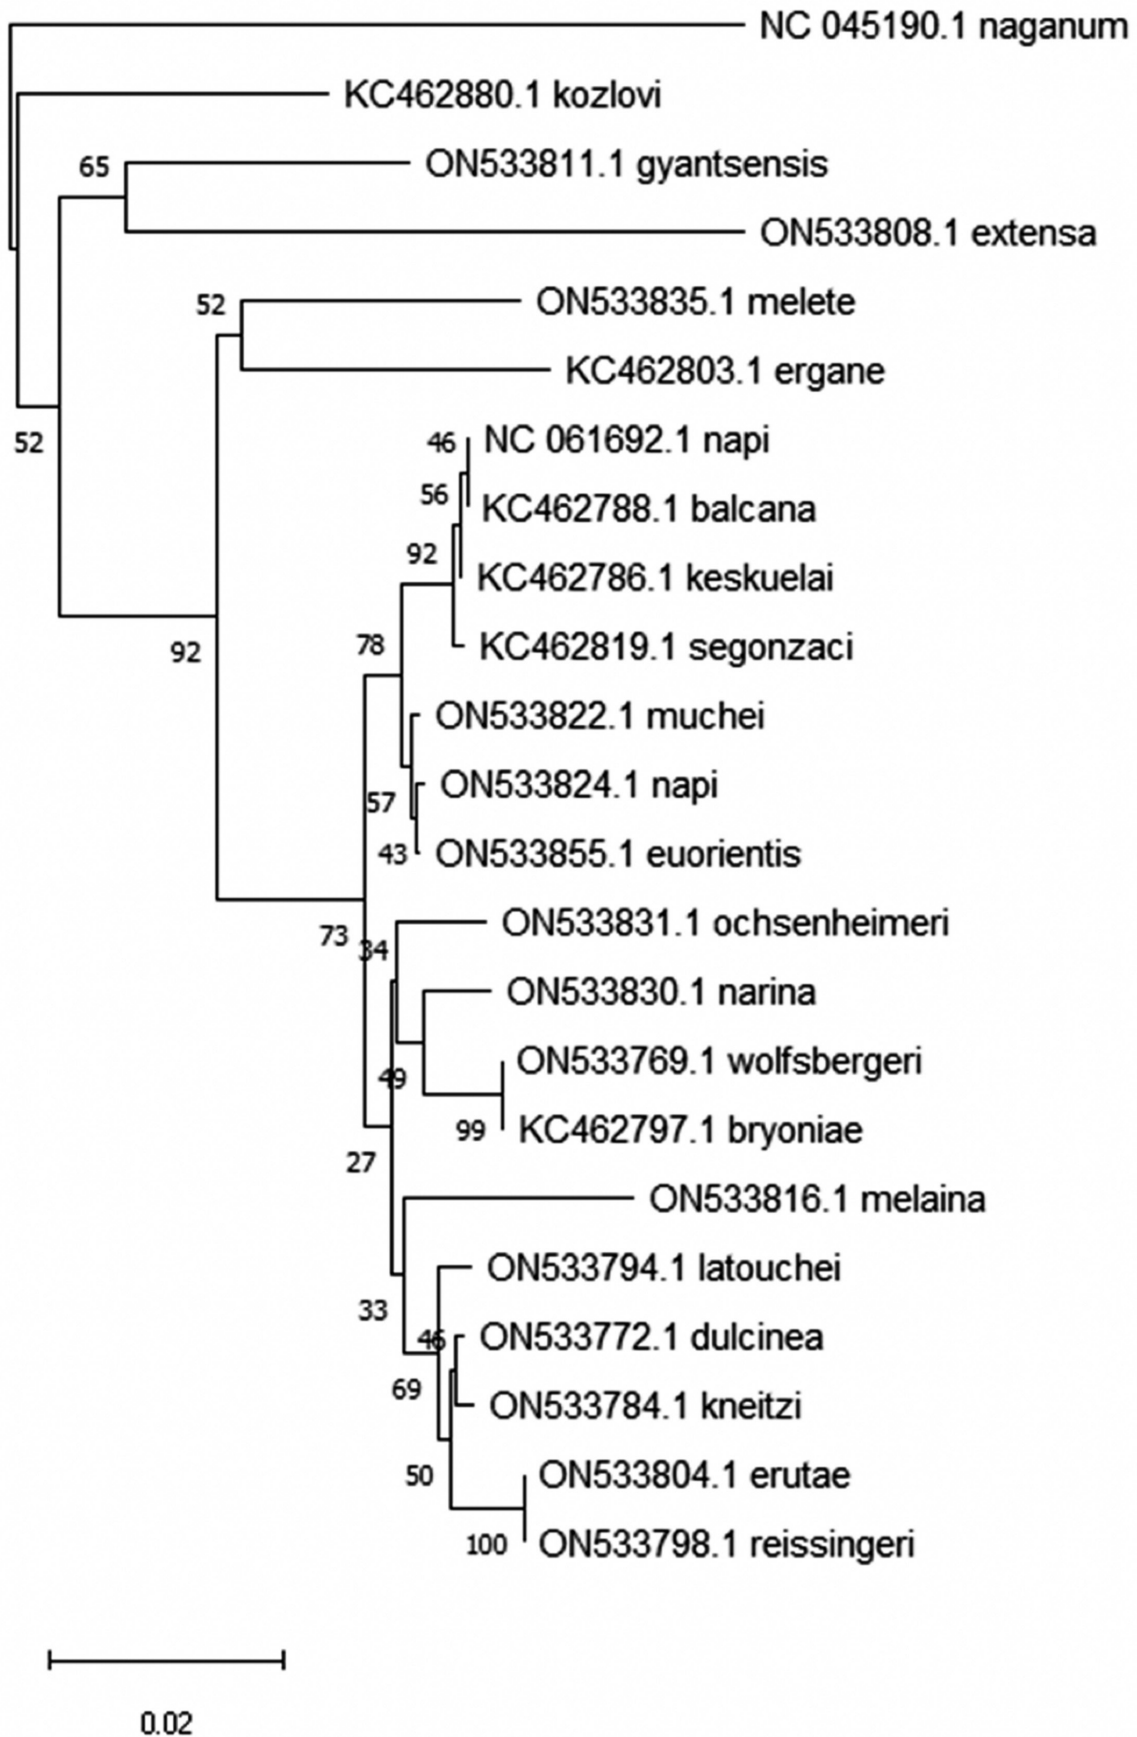 NC 045190.1 naganum
KC462880.1 kozlovi
65
ON533811.1 gyantsensis
ON533808.1 extensa
52
ON533835.1 melete
KC462803.1 ergane
52
46
NC 061692.1 napi
56
KC462788.1 balcana
92
KC462786.1 keskuelai
78
KC462819.1 segonzaci
92
ON533822.1 muchei
57
ON533824.1 napi
43
ON533855.1 euorientis
73
34
ON533831.1 ochsenheimeri
ON533830.1 narina
49
ON533769.1 wolfsbergeri
99
KC462797.1 bryoniae
27
ON533816.1 melaina
33
ON533794.1 latouchei
46
ON533772.1 dulcinea
69
ON533784.1 kneitzi
50
ON533804.1 erutae
100
ON533798.1 reissingeri
0.02